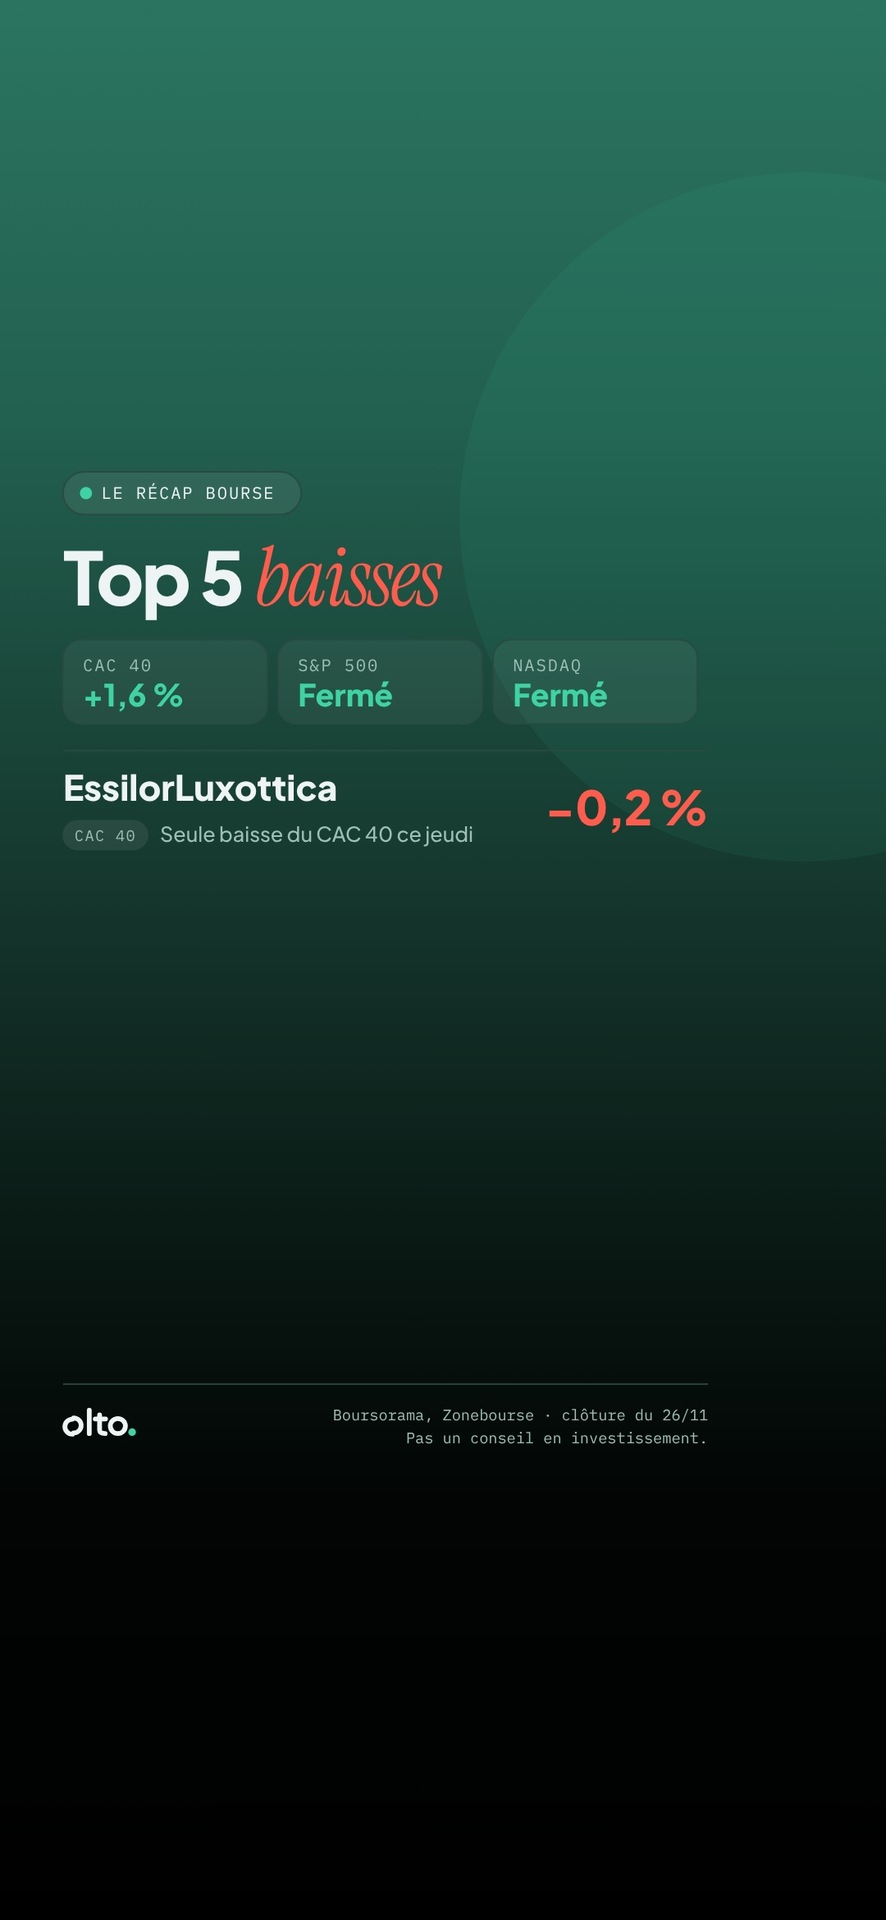 LE RÉCAP BOURSE
Top 5 baisses
CAC 40
+1,6 %
S&P 500
Fermé
NASDAQ
Fermé
EssilorLuxottica
−0,2 %
CAC 40 Seule baisse du CAC 40 ce jeudi
olto.
Boursorama, Zonebourse · clôture du 26/11
Pas un conseil en investissement.